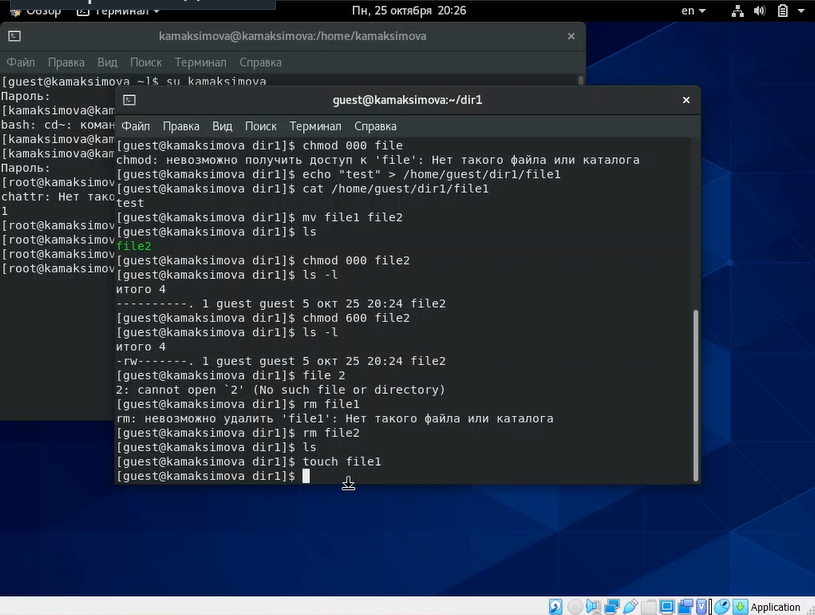 Обзор Терминал Пн, 25 октября 20:26 en
kamaksimova@kamaksimova:/home/kamaksimova
Файл Правка Вид Поиск Терминал Справка
[guest@kamaksimova ~]$ su kamaksimova
Пароль:
[kamaksimova@kam
bash: cd~: коман
[kamaksimova@kam
[kamaksimova@kam
Пароль:
[root@kamaksimov
chattr: Нет тако
1
[root@kamaksimov
[root@kamaksimov
[root@kamaksimov
[root@kamaksimov
guest@kamaksimova:~/dir1
Файл Правка Вид Поиск Терминал Справка
[guest@kamaksimova dir1]$ chmod 000 file
chmod: невозможно получить доступ к 'file': Нет такого файла или каталога
[guest@kamaksimova dir1]$ echo "test" > /home/guest/dir1/file1
[guest@kamaksimova dir1]$ cat /home/guest/dir1/file1
test
[guest@kamaksimova dir1]$ mv file1 file2
[guest@kamaksimova dir1]$ ls
file2
[guest@kamaksimova dir1]$ chmod 000 file2
[guest@kamaksimova dir1]$ ls -l
итого 4
----------. 1 guest guest 5 окт 25 20:24 file2
[guest@kamaksimova dir1]$ chmod 600 file2
[guest@kamaksimova dir1]$ ls -l
итого 4
-rw-------. 1 guest guest 5 окт 25 20:24 file2
[guest@kamaksimova dir1]$ file 2
2: cannot open `2' (No such file or directory)
[guest@kamaksimova dir1]$ rm file1
rm: невозможно удалить 'file1': Нет такого файла или каталога
[guest@kamaksimova dir1]$ rm file2
[guest@kamaksimova dir1]$ ls
[guest@kamaksimova dir1]$ touch file1
[guest@kamaksimova dir1]$
Application